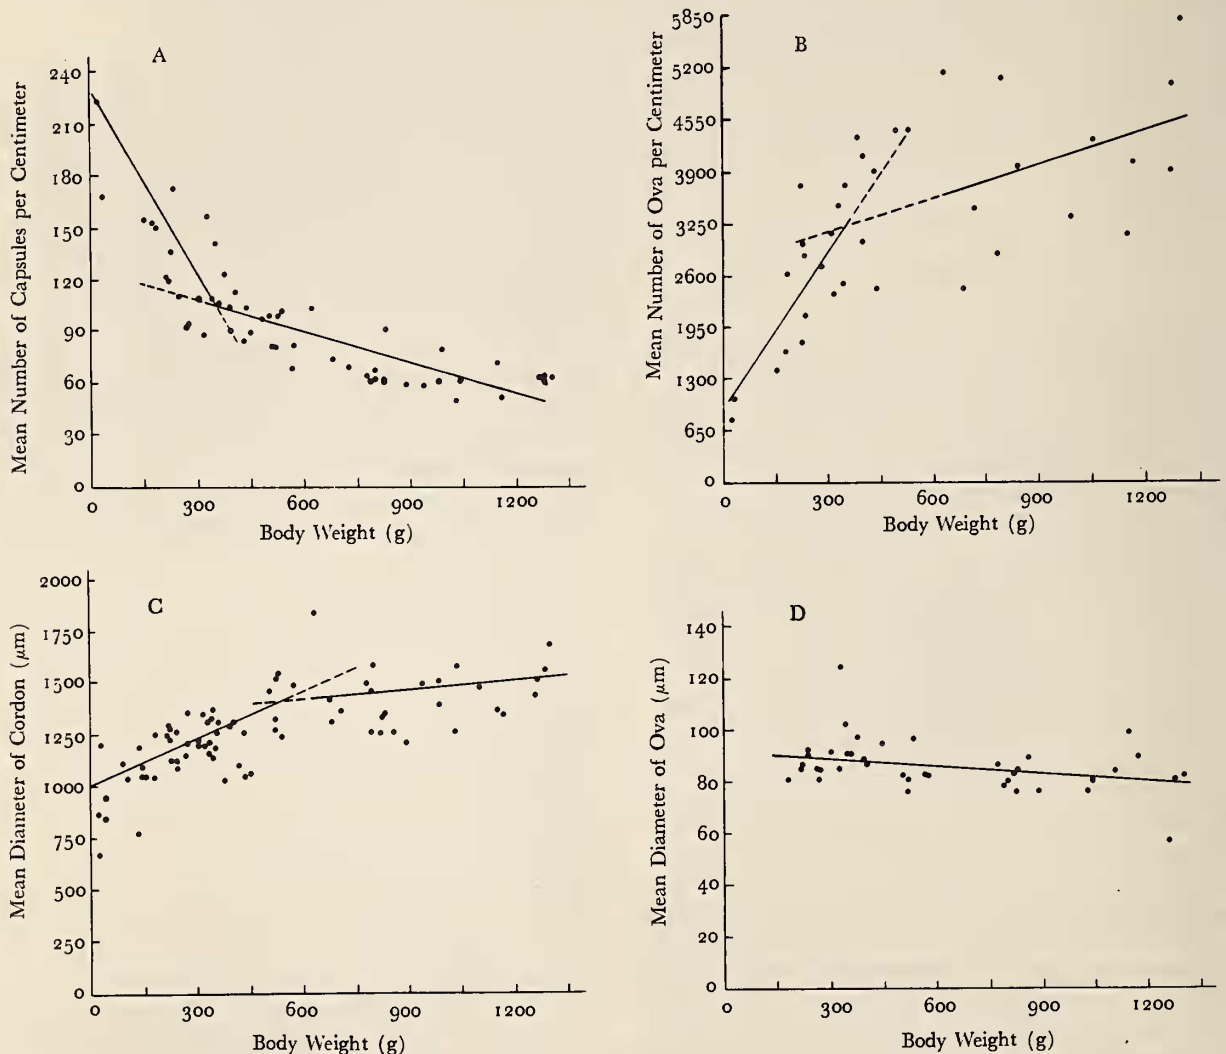 A
Mean Number of Capsules per Centimeter
240
210
180
150
120
90
60
30
0
0 300 600 900 1200
Body Weight (g)
B
Mean Number of Ova per Centimeter
5850
5200
4550
3900
3250
2600
1950
1300
650
0
0 300 600 900 1200
Body Weight (g)
C
Mean Diameter of Cordon (μm)
2000
1750
1500
1250
1000
750
500
250
0
0 300 600 900 1200
Body Weight (g)
D
Mean Diameter of Ova (μm)
140
120
100
80
60
40
20
0
0 300 600 900 1200
Body Weight (g)